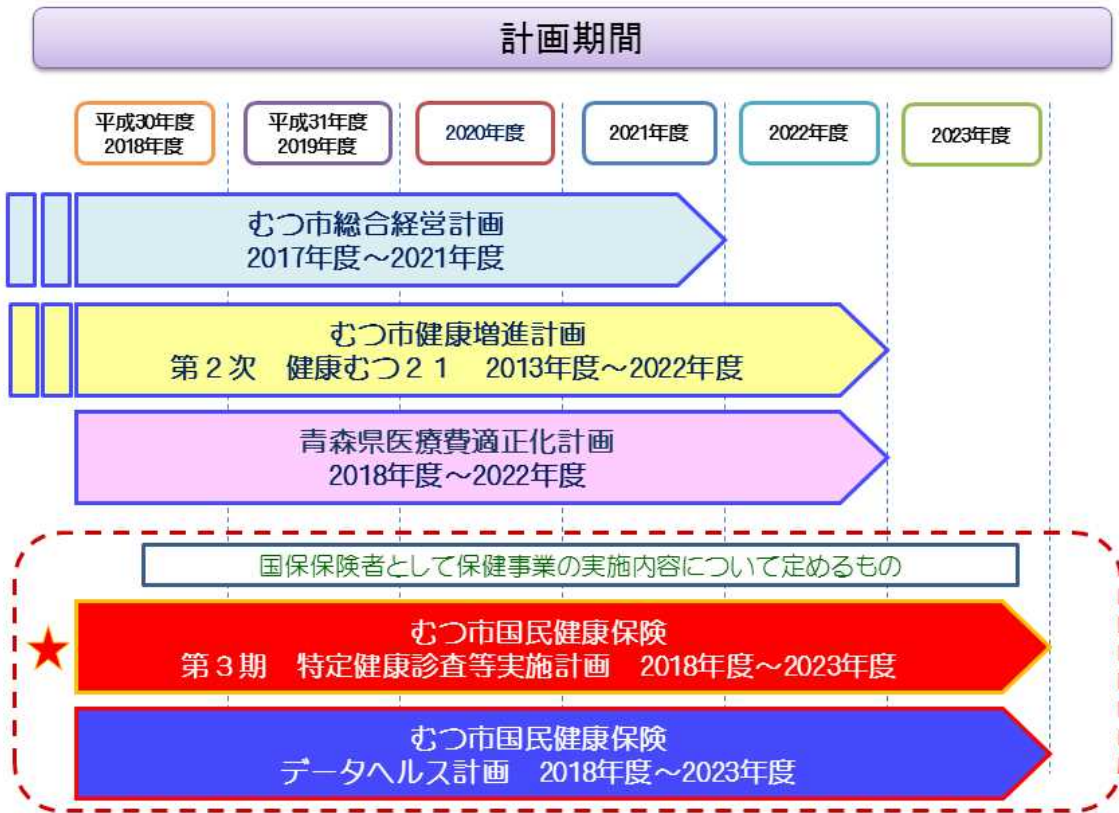 計画期間
平成30年度
2018年度
平成31年度
2019年度
2020年度
2021年度
2022年度
2023年度
むつ市総合経営計画
2017年度～2021年度
むつ市健康増進計画
第２次　健康むつ２１　2013年度～2022年度
青森県医療費適正化計画
2018年度～2022年度
国保保険者として保健事業の実施内容について定めるもの
むつ市国民健康保険
第３期　特定健康診査等実施計画　2018年度～2023年度
むつ市国民健康保険
データヘルス計画　2018年度～2023年度